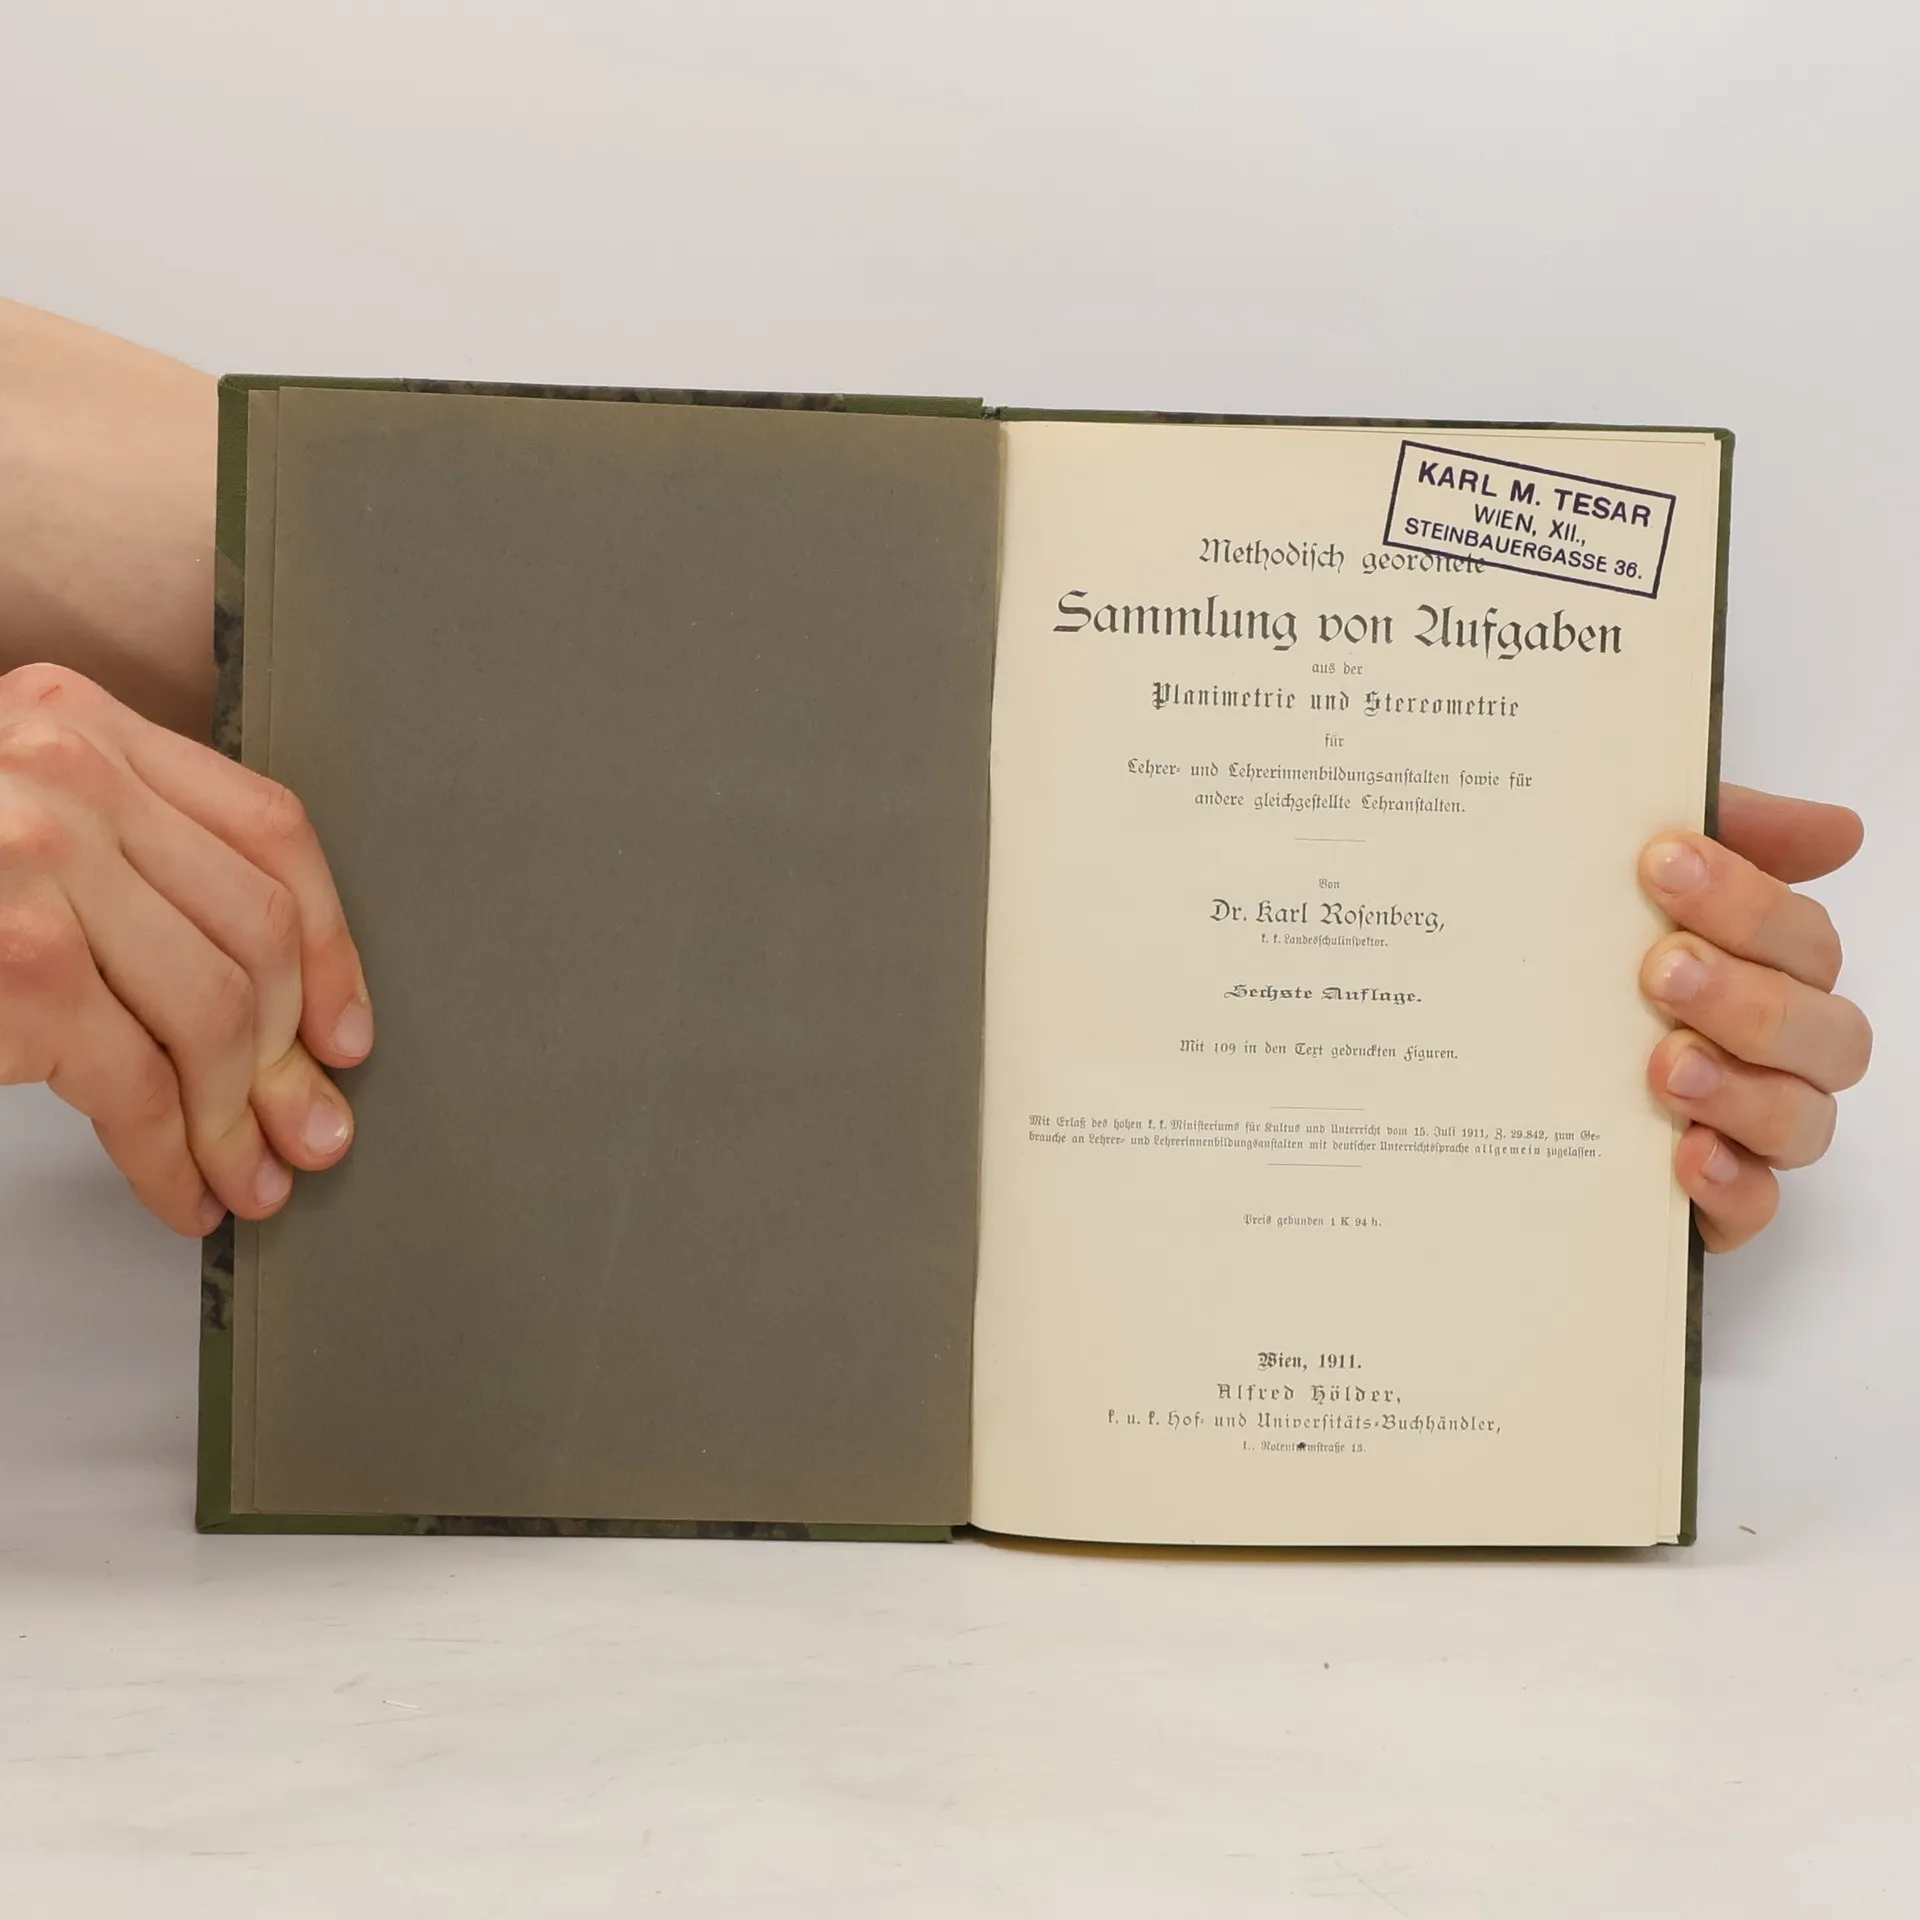 KARL M. TESAR
WIEN, XII.,
STEINBAUERGASSE 36.
Methodisch geordnete
Sammlung von Aufgaben
aus der
Planimetrie und Stereometrie
für
Lehrer- und Lehrerinnenbildungsanstalten sowie für
andere gleichgestellte Lehranstalten.
Von
Dr. Karl Rosenberg,
k. k. Landesschulinspektor.
Sechste Auflage.
Mit 109 in den Text gedruckten Figuren.
Mit Erlaß des hohen k. k. Ministeriums für Kultus und Unterricht vom 15. Juli 1911, Z. 29.842, zum Ge-
brauche an Lehrer- und Lehrerinnenbildungsanstalten mit deutscher Unterrichtssprache allgemein zugelassen.
Preis gebunden 1 K 94 h.
Wien, 1911.
Alfred Hölder,
k. u. k. Hof- und Universitäts-Buchhändler,
I., Rotenturmstraße 13.